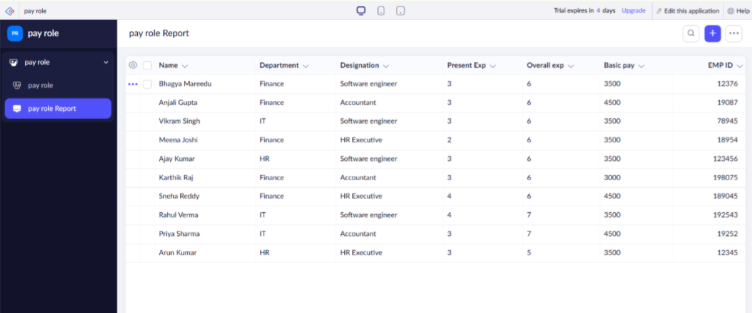 pay role Trial expires in 4 days Upgrade Edit this application Help
PR pay role
pay role Report
pay role
pay role
pay role Report
Name Department Designation Present Exp Overall exp Basic pay EMP ID
Bhagya Mareedu Finance Software engineer 3 6 3500 12376
Anjali Gupta Finance Accountant 3 6 4500 19087
Vikram Singh IT Software engineer 3 6 3500 78945
Meena Joshi Finance HR Executive 2 6 3500 18954
Ajay Kumar HR Software engineer 3 6 3500 123456
Karthik Raj Finance Accountant 3 6 3000 198075
Sneha Reddy Finance HR Executive 4 6 4500 189045
Rahul Verma IT Software engineer 4 7 3500 192543
Priya Sharma IT Accountant 3 7 4500 19252
Arun Kumar HR HR Executive 3 5 3500 12345